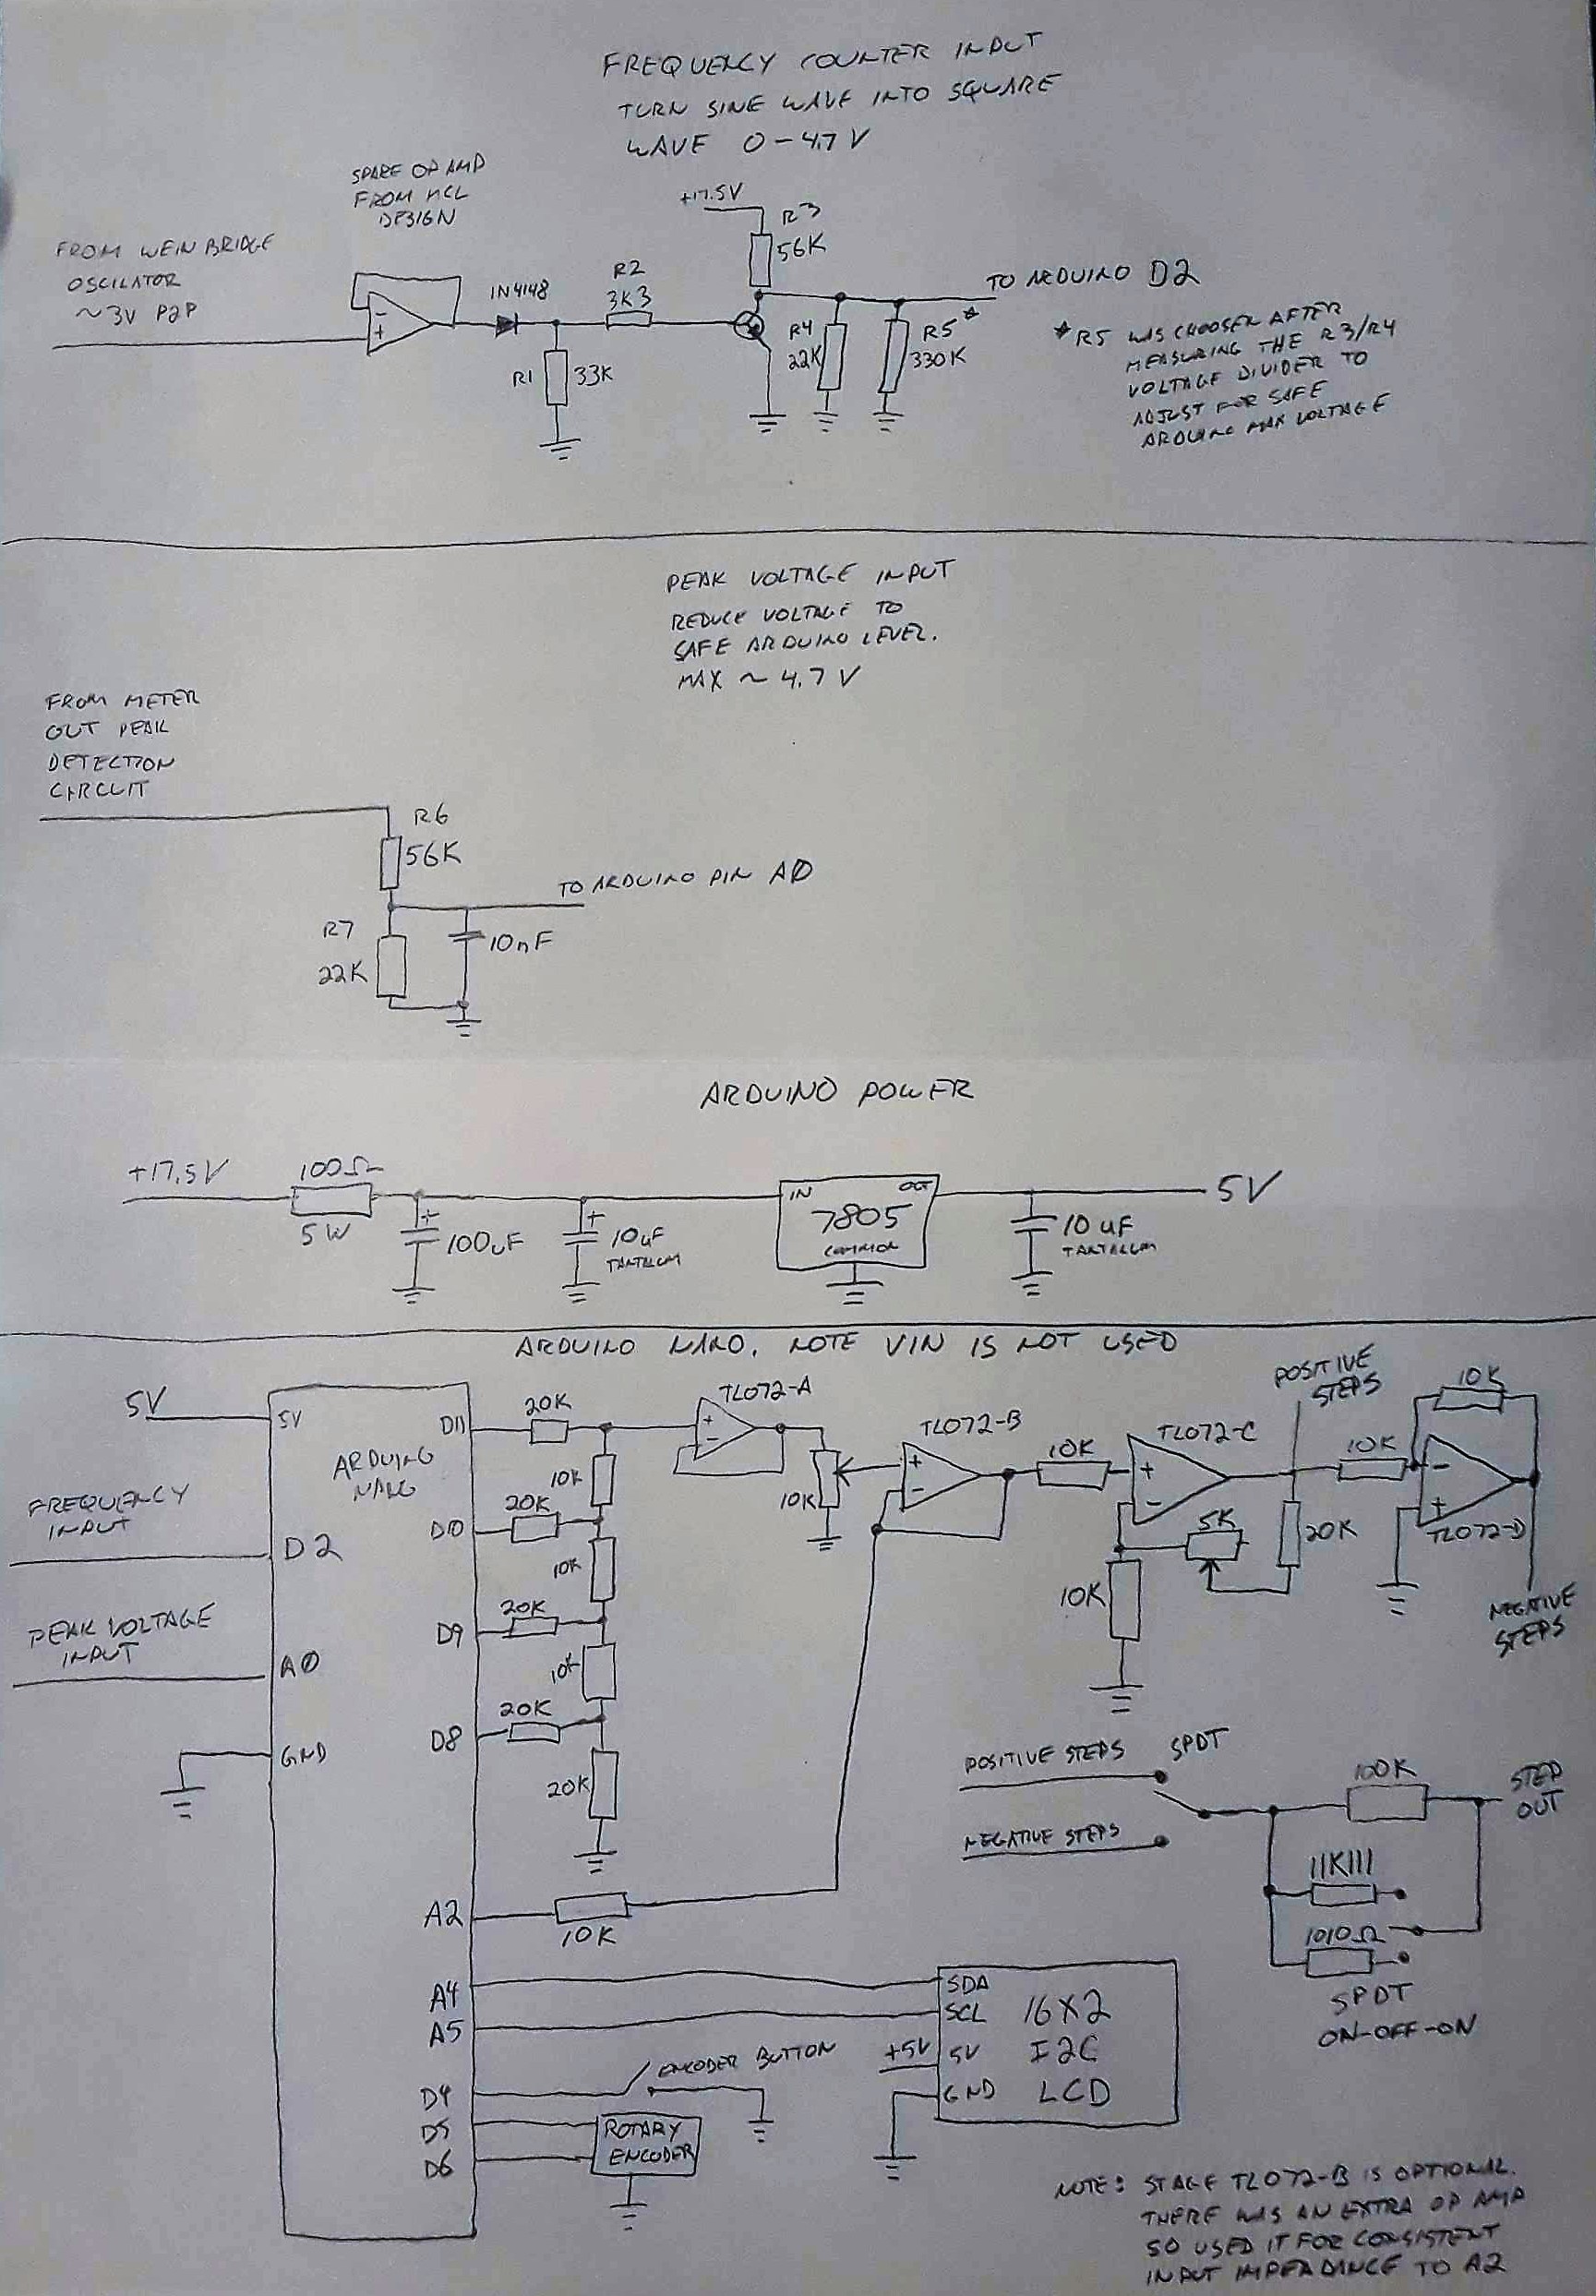 FREQUENCY COUNTER INPUT
TURN SINE WAVE INTO SQUARE
WAVE 0-4.7 V
SPARE OP AMP
FROM MCL
DESIGN
FROM WEIN BRIDGE
OSCILATOR
~3V P2P
+17.5V
R3
56K
1N4148
R2
3K3
TO ARDUINO D2
-
+
R1
33K
R4
22K
R5*
330K
*R5 WAS CHOOSEN AFTER
MEASURING THE R3/R4
VOLTAGE DIVIDER TO
ADJUST FOR SAFE
ARDUINO MAX VOLTAGE
PEAK VOLTAGE INPUT
REDUCE VOLTAGE TO
SAFE ARDUINO LEVEL.
MAX ~ 4.7 V
FROM METER
OUT PEAK
DETECTION
CIRCUIT
R6
56K
TO ARDUINO PIN A0
R7
22K
10nF
ARDUINO POWER
+17.5V
100Ω
5W
+
100uF
+
10uF
TANTALUM
IN
OUT
7805
COMMON
5V
10uF
TANTALUM
ARDUINO NANO. NOTE VIN IS NOT USED
5V
5V
ARDUINO
NANO
FREQUENCY
INPUT
D2
PEAK VOLTAGE
INPUT
A0
GND
D11
20K
10K
D10
20K
10K
D9
20K
10K
D8
20K
20K
TL072-A
+
-
10K
TL072-B
+
-
10K
TL072-C
+
-
5K
10K
20K
POSITIVE
STEPS
10K
10K
-
+
TL072-D
NEGATIVE
STEPS
POSITIVE STEPS
SPDT
NEGATIVE STEPS
100K
STEP
OUT
11K111
1010Ω
SPDT
ON-OFF-ON
A2
10K
A4
A5
SDA
SCL
+5V
5V
GND
16X2
I2C
LCD
D4
ENCODER BUTTON
D5
D6
ROTARY
ENCODER
NOTE: STAGE TL072-B IS OPTIONAL.
THERE WAS AN EXTRA OP AMP
SO USED IT FOR CONSISTENT
INPUT IMPEDANCE TO A2